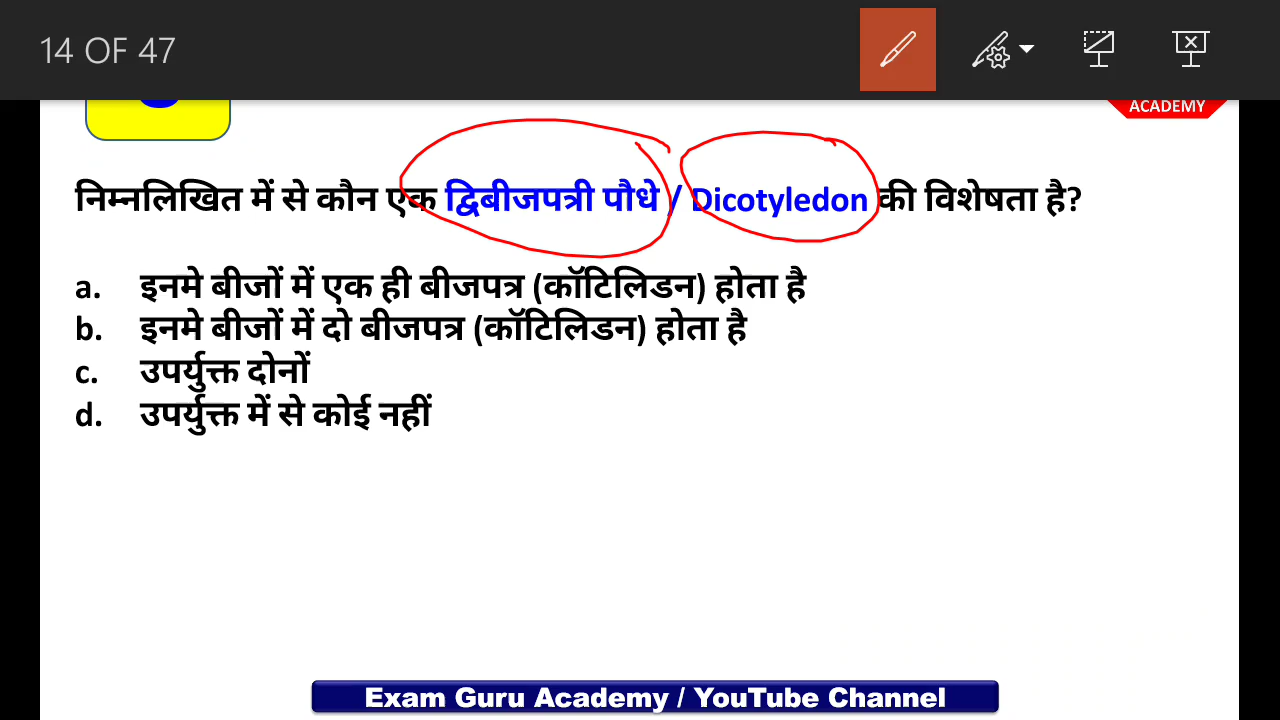 14 OF 47
ACADEMY
निम्नलिखित में से कौन एक द्विबीजपत्री पौधे / Dicotyledon की विशेषता है?
a. इनमे बीजों में एक ही बीजपत्र (कॉटिलिडन) होता है
b. इनमे बीजों में दो बीजपत्र (कॉटिलिडन) होता है
c. उपर्युक्त दोनों
d. उपर्युक्त में से कोई नहीं
Exam Guru Academy / YouTube Channel